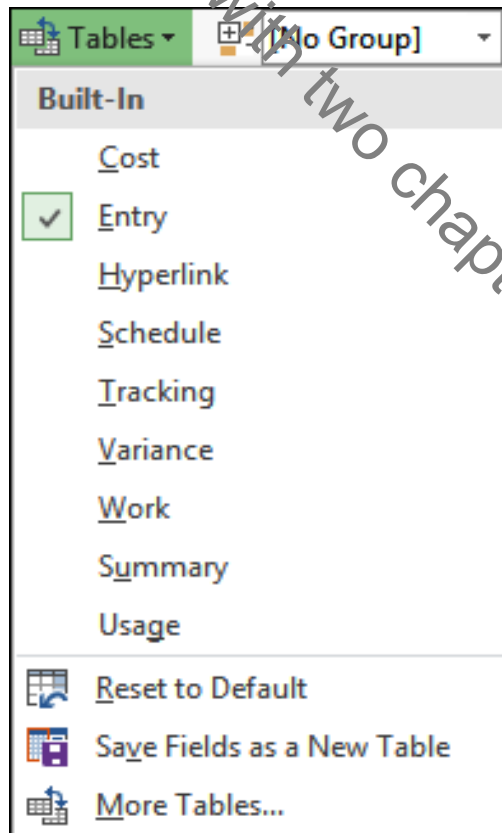 Tables [No Group]
Built-In
Cost
Entry
Hyperlink
Schedule
Tracking
Variance
Work
Summary
Usage
Reset to Default
Save Fields as a New Table
More Tables...
with two